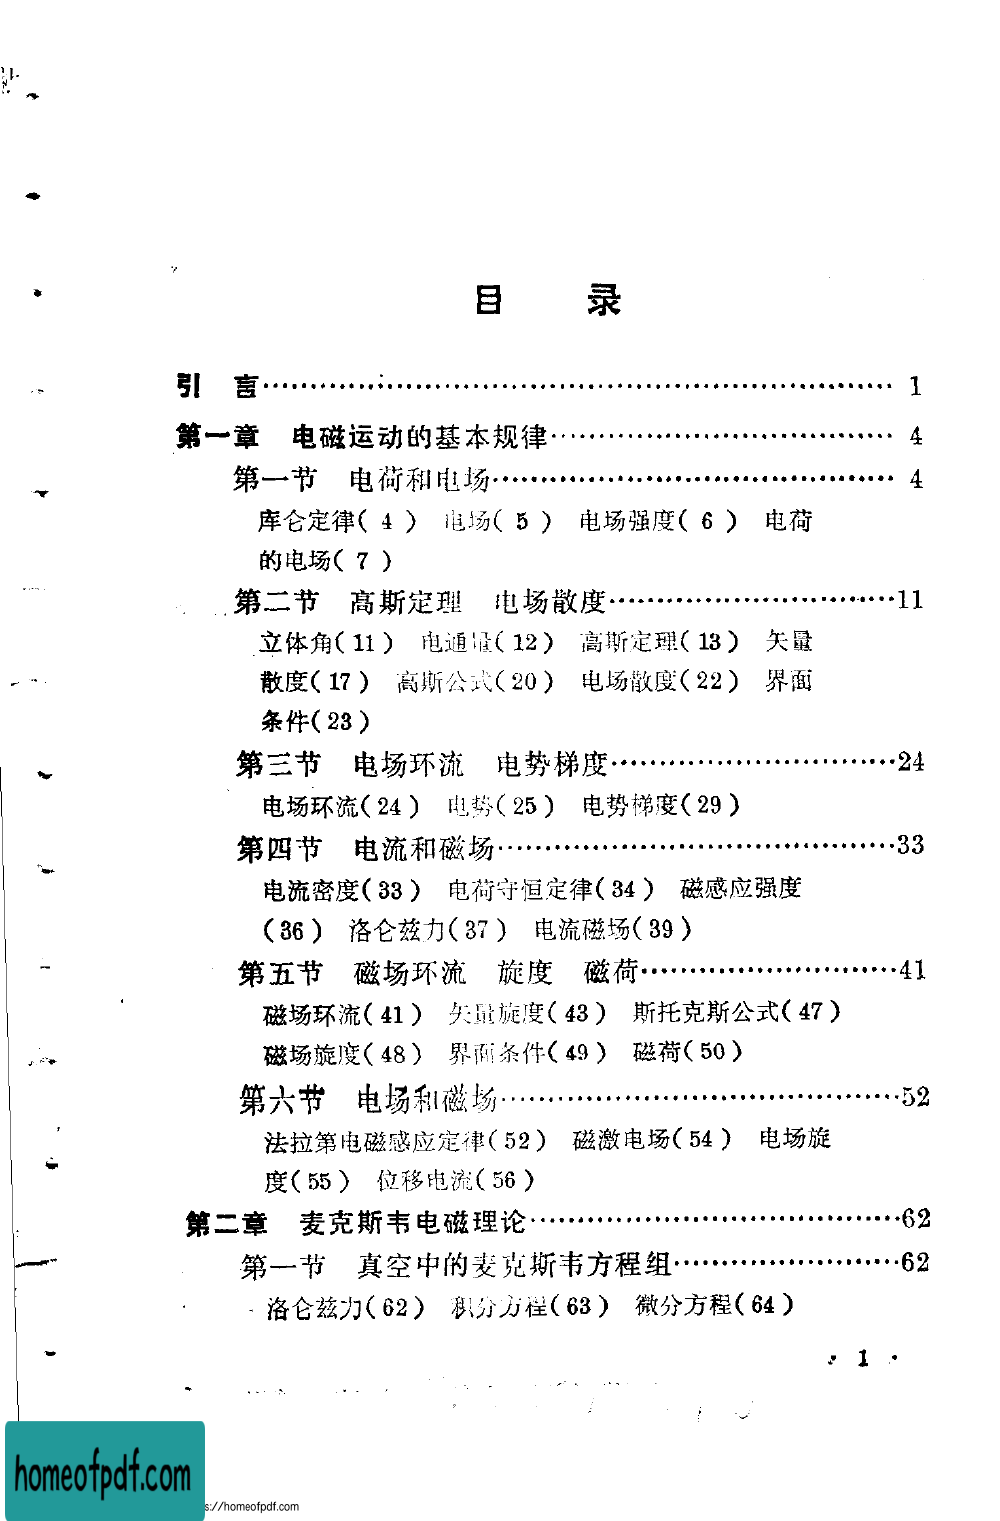 目 录
引 言…………………………………………………………… 1
第一章 电磁运动的基本规律…………………………… 4
第一节 电荷和电场…………………………………… 4
库仑定律( 4 ) 电场( 5 ) 电场强度( 6 ) 电荷
的电场( 7 )
第二节 高斯定理 电场散度…………………………11
立体角(11) 电通量(12) 高斯定理(13) 矢量
散度(17) 高斯公式(20) 电场散度(22) 界面
条件(23)
第三节 电场环流 电势梯度…………………………24
电场环流(24) 电势(25) 电势梯度(29)
第四节 电流和磁场……………………………………33
电流密度(33) 电荷守恒定律(34) 磁感应强度
(36) 洛仑兹力(37) 电流磁场(39)
第五节 磁场环流 旋度 磁荷………………………41
磁场环流(41) 矢量旋度(43) 斯托克斯公式(47)
磁场旋度(48) 界面条件(49) 磁荷(50)
第六节 电场和磁场……………………………………52
法拉第电磁感应定律(52) 磁激电场(54) 电场旋
度(55) 位移电流(56)
第二章 麦克斯韦电磁理论………………………………62
第一节 真空中的麦克斯韦方程组……………………62
洛仑兹力(62) 积分方程(63) 微分方程(64)
· 1 ·
homeofpdf.com
s://homeofpdf.com